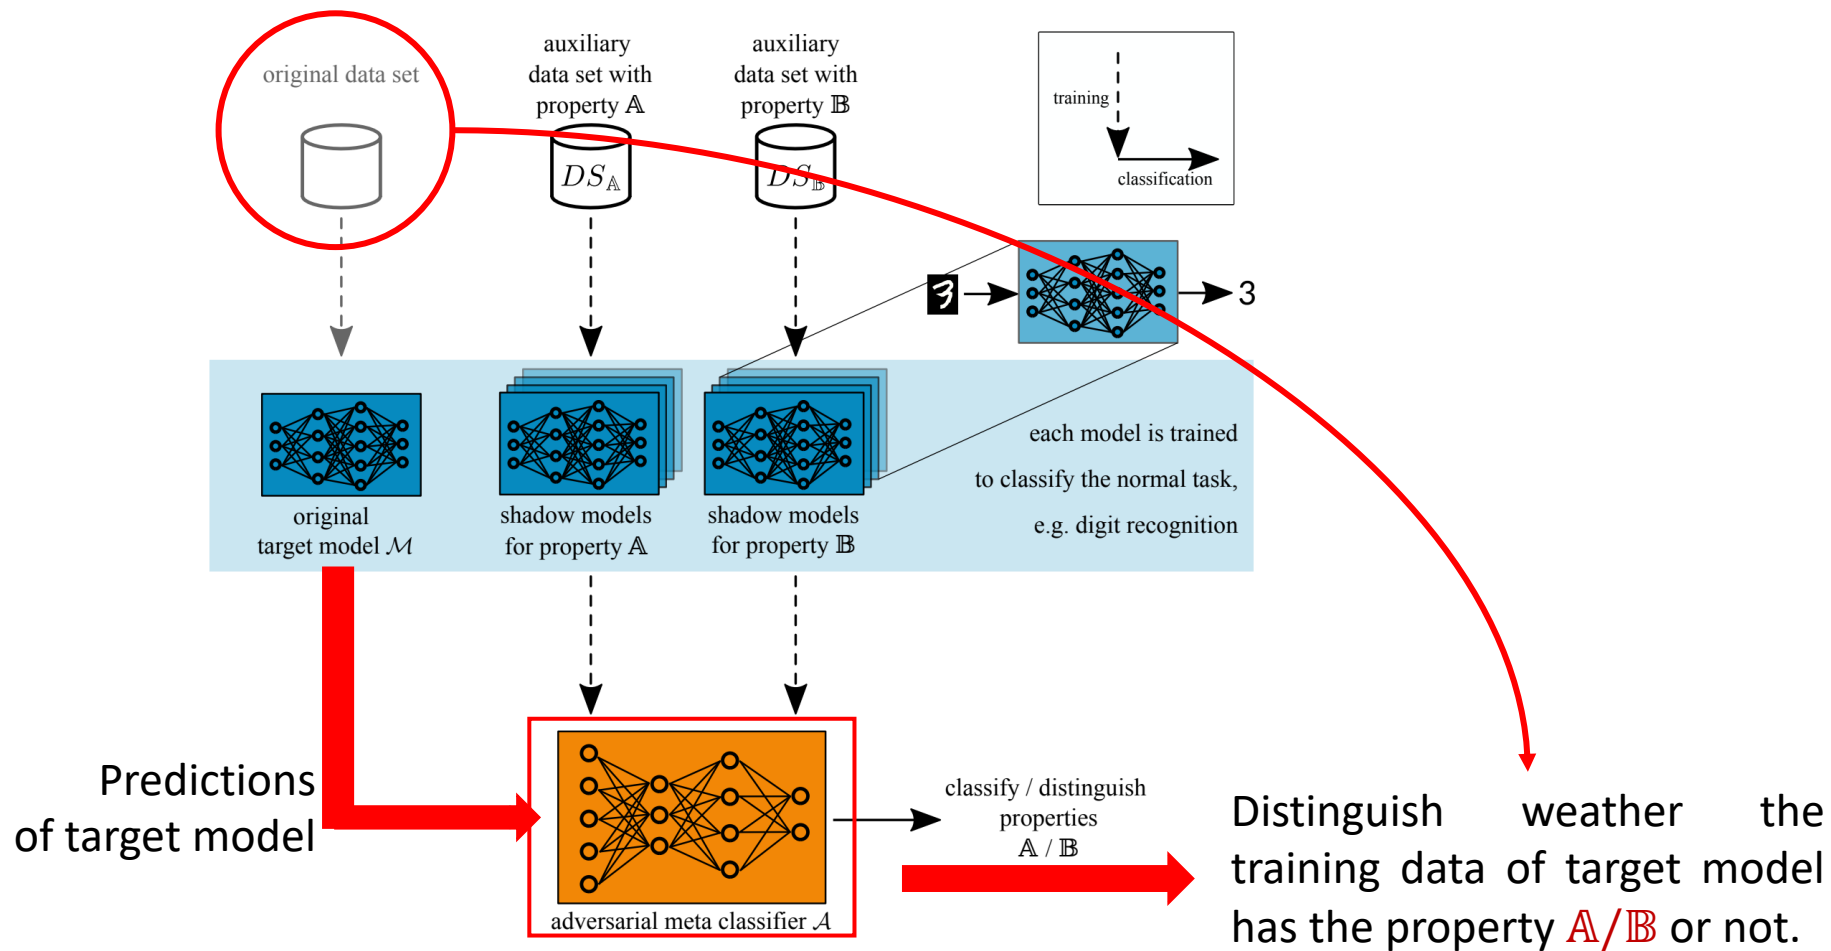 original data set
auxiliary
data set with
property 𝔸
auxiliary
data set with
property 𝔹
DS𝔸
DS𝔹
training
classification
3
3
each model is trained
to classify the normal task,
e.g. digit recognition
original
target model ℳ
shadow models
for property 𝔸
shadow models
for property 𝔹
Predictions
of target model
classify / distinguish
properties
𝔸 / 𝔹
adversarial meta classifier 𝒜
Distinguish weather the
training data of target model
has the property 𝔸/𝔹 or not.